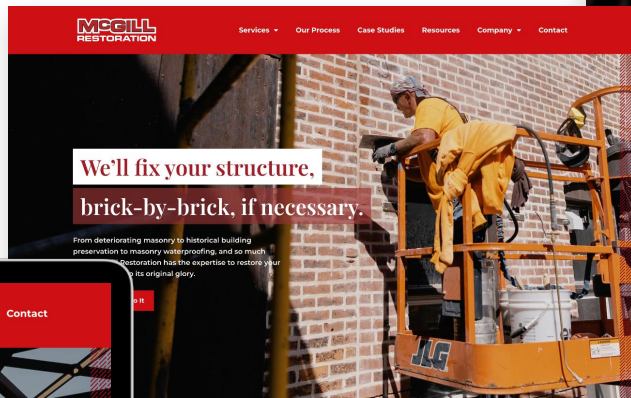 McGILL
RESTORATION
Services
Our Process
Case Studies
Resources
Company
Contact
We'll fix your structure,
brick-by-brick, if necessary.
From deteriorating masonry to historical building
preservation to masonry waterproofing, and so much
Restoration has the expertise to restore your
o its original glory.
o It
Contact
JLG